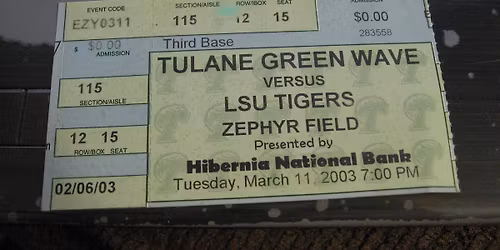 EVENT CODE SECTION/AISLE ROW/BOX SEAT
EZY0311 115 12 15 $0.00
$ $0.00 ADMISSION
ADMISSION 283558
Third Base
TULANE GREEN WAVE
VERSUS
115 LSU TIGERS
SECTION/AISLE
ZEPHYR FIELD
12 15 Presented by
ROW/BOX SEAT Hibernia National Bank
02/06/03 Tuesday, March 11, 2003 7:00 PM